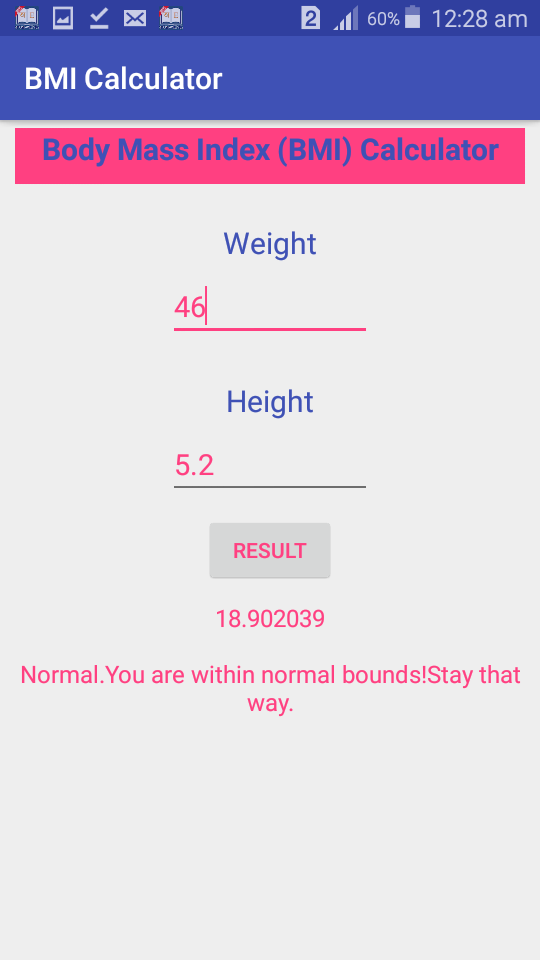 2 60% 12:28 am
BMI Calculator
Body Mass Index (BMI) Calculator
Weight
46
Height
5.2
RESULT
18.902039
Normal.You are within normal bounds!Stay that
way.